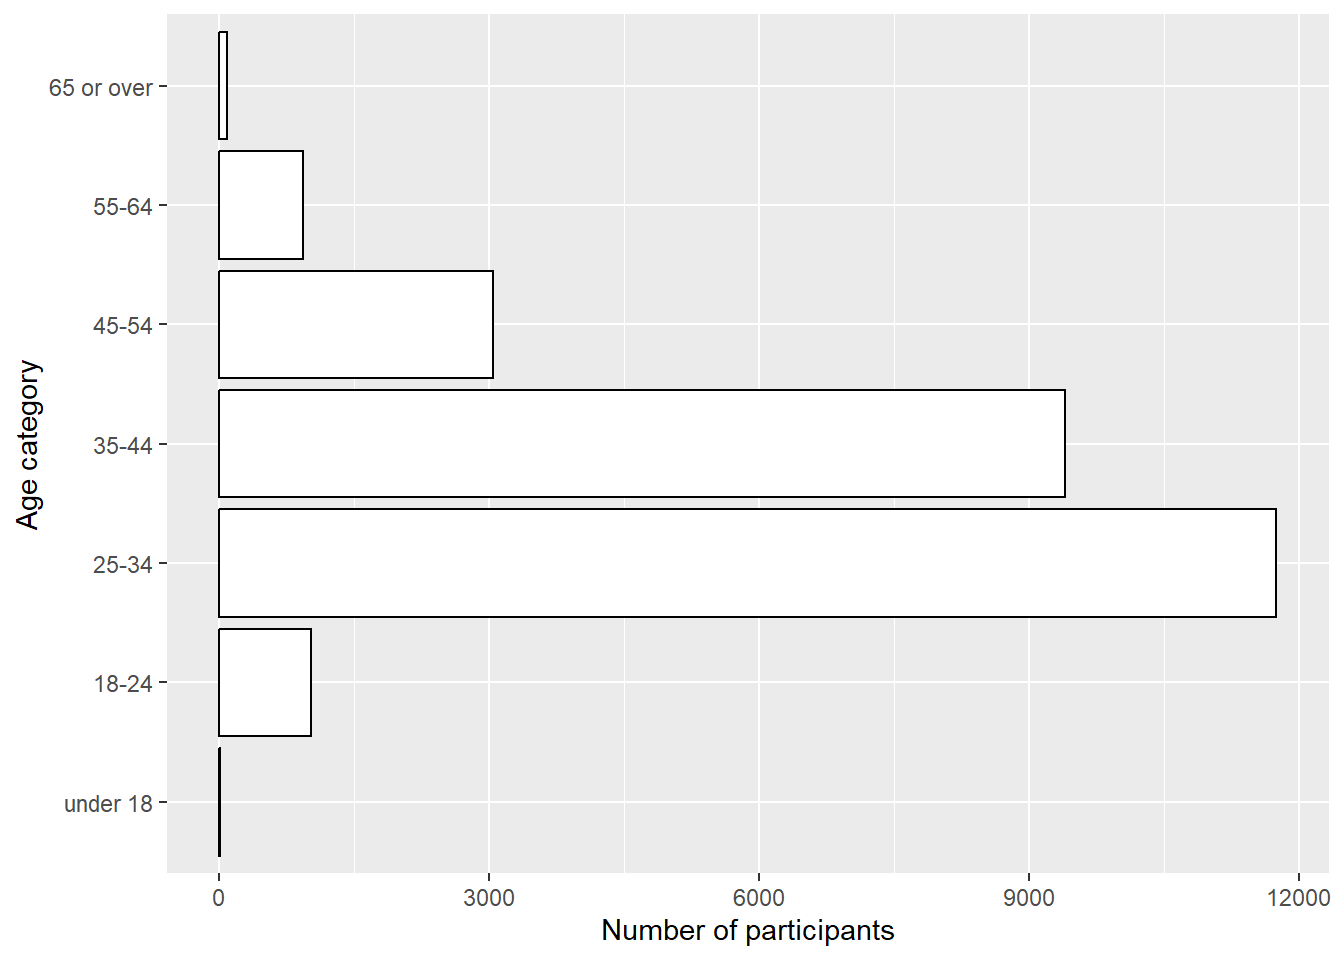 65 or over
55-64
45-54
35-44
25-34
18-24
under 18
0 3000 6000 9000 12000
Number of participants
Age category